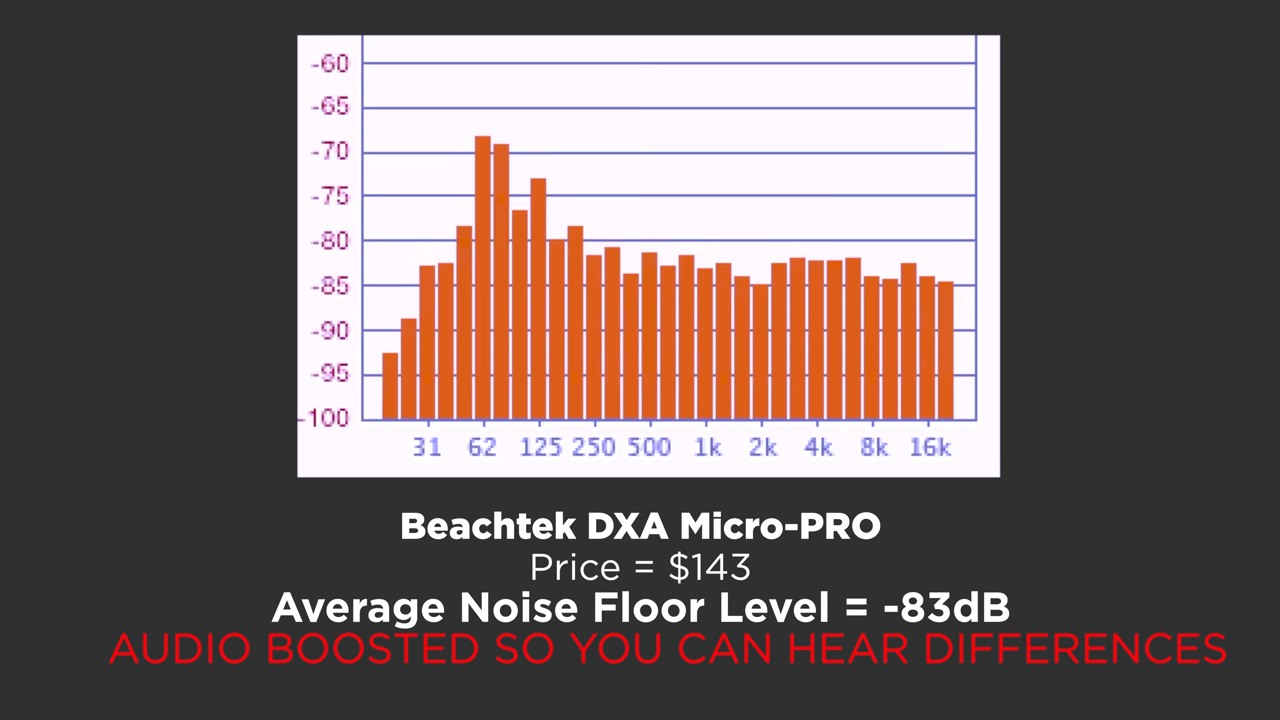 -60
-65
-70
-75
-80
-85
-90
-95
-100
31 62 125 250 500 1k 2k 4k 8k 16k
Beachtek DXA Micro-PRO
Price = $143
Average Noise Floor Level = -83dB
AUDIO BOOSTED SO YOU CAN HEAR DIFFERENCES